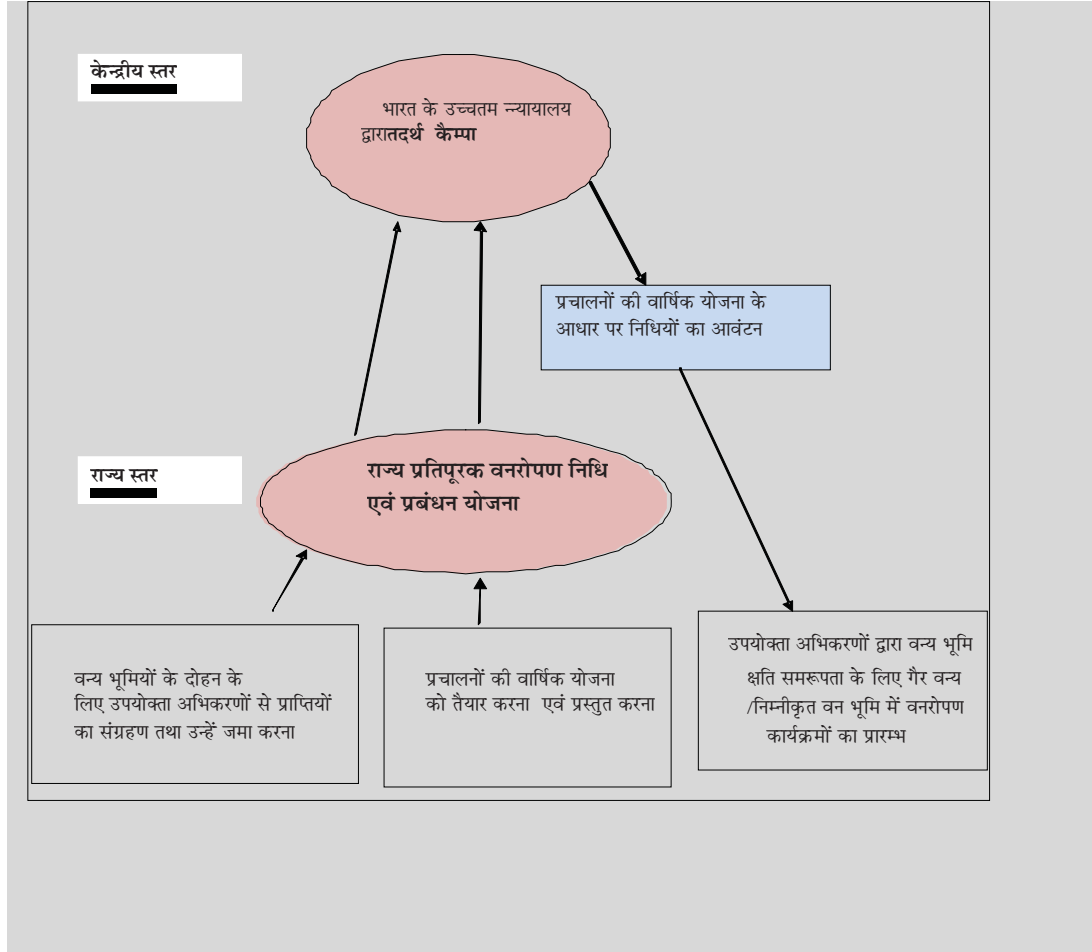 केन्द्रीय स्तर
भारत के उच्चतम न्न्यायालय
द्वारातदर्थ कैम्पा
प्रचालनों की वार्षिक योजना के
आधार पर निधियों का आवंटन
राज्य स्तर
राज्य प्रतिपूरक वनरोपण निधि
एवं प्रबंधन योजना
वन्य भूमियों के दोहन के
लिए उपयोक्ता अभिकरणों से प्राप्तियों
का संग्रहण तथा उन्हें जमा करना
प्रचालनों की वार्षिक योजना
को तैयार करना एवं प्रस्तुत करना
उपयोक्ता अभिकरणों द्वारा वन्य भूमि
क्षति समरूपता के लिए गैर वन्य
/निम्नीकृत वन भूमि में वनरोपण
कार्यक्रमों का प्रारम्भ